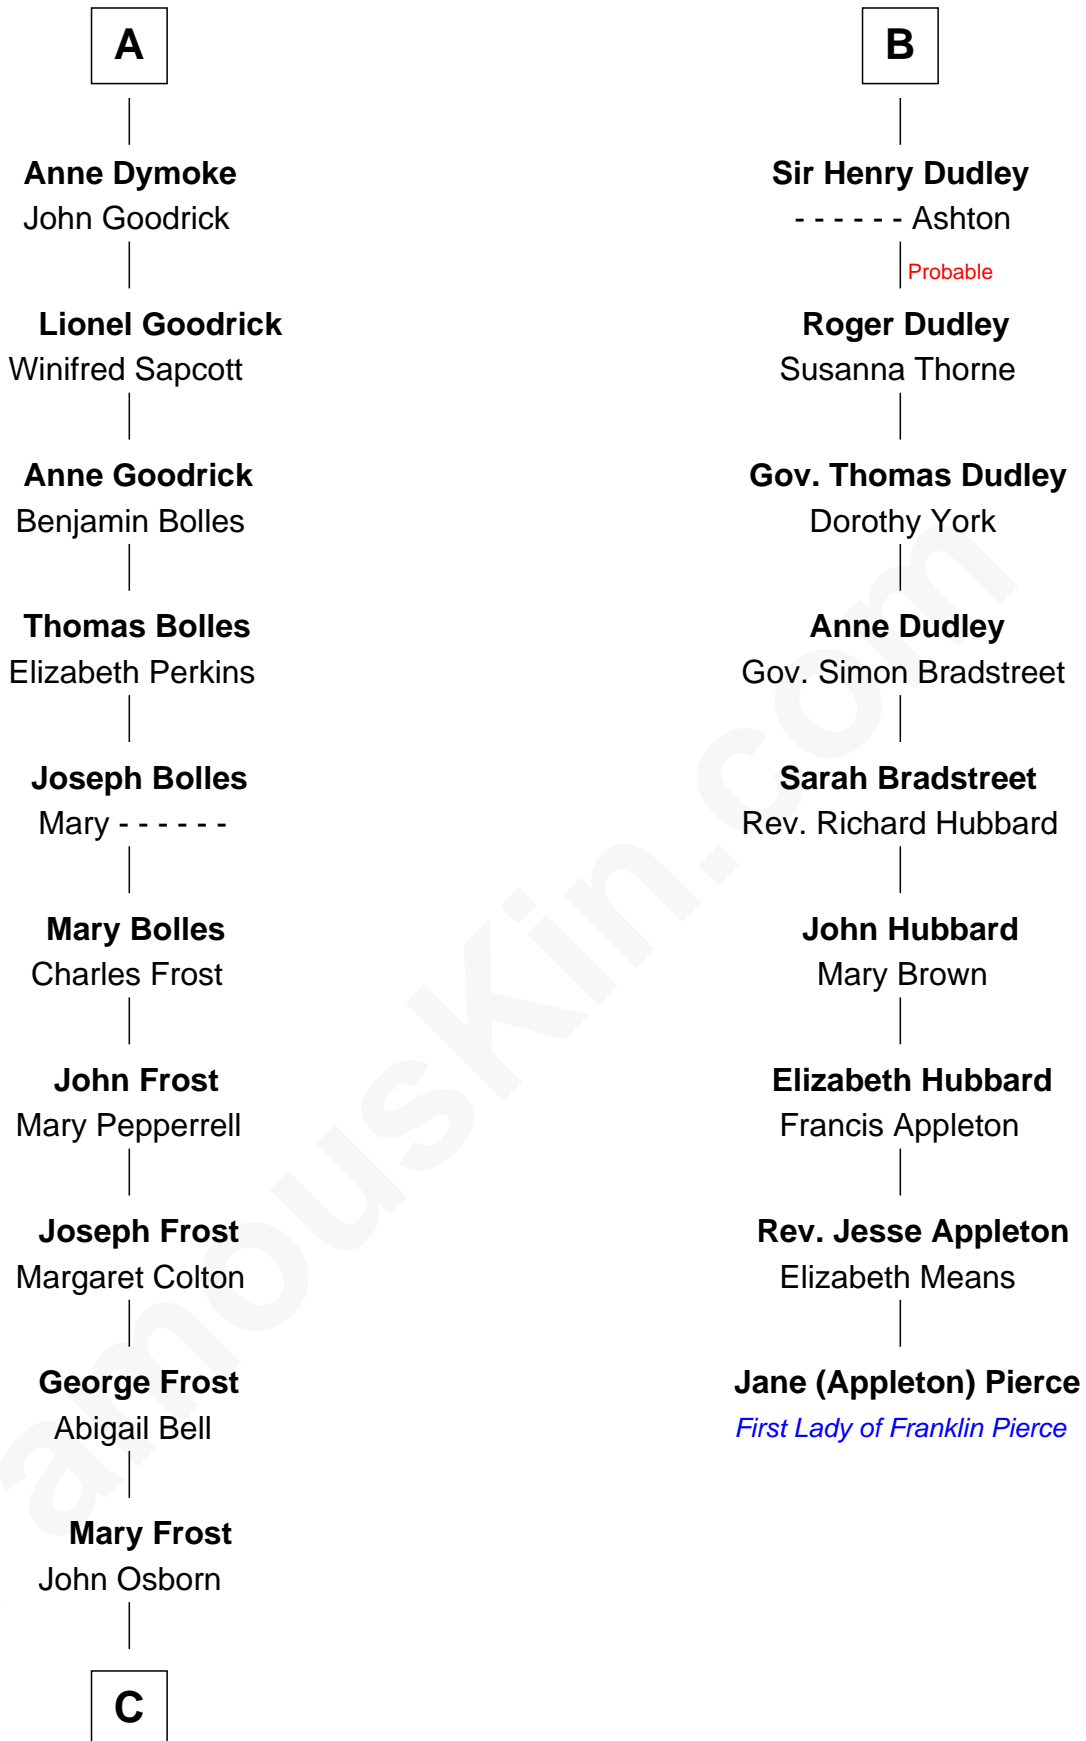 A
Anne Dymoke
John Goodrick
Lionel Goodrick
Winifred Sapcott
Anne Goodrick
Benjamin Bolles
Thomas Bolles
Elizabeth Perkins
Joseph Bolles
Mary - - - - - -
Mary Bolles
Charles Frost
John Frost
Mary Pepperrell
Joseph Frost
Margaret Colton
George Frost
Abigail Bell
Mary Frost
John Osborn
C
B
Sir Henry Dudley
- - - - - - Ashton
Probable
Roger Dudley
Susanna Thorne
Gov. Thomas Dudley
Dorothy York
Anne Dudley
Gov. Simon Bradstreet
Sarah Bradstreet
Rev. Richard Hubbard
John Hubbard
Mary Brown
Elizabeth Hubbard
Francis Appleton
Rev. Jesse Appleton
Elizabeth Means
Jane (Appleton) Pierce
First Lady of Franklin Pierce
amousKin.com